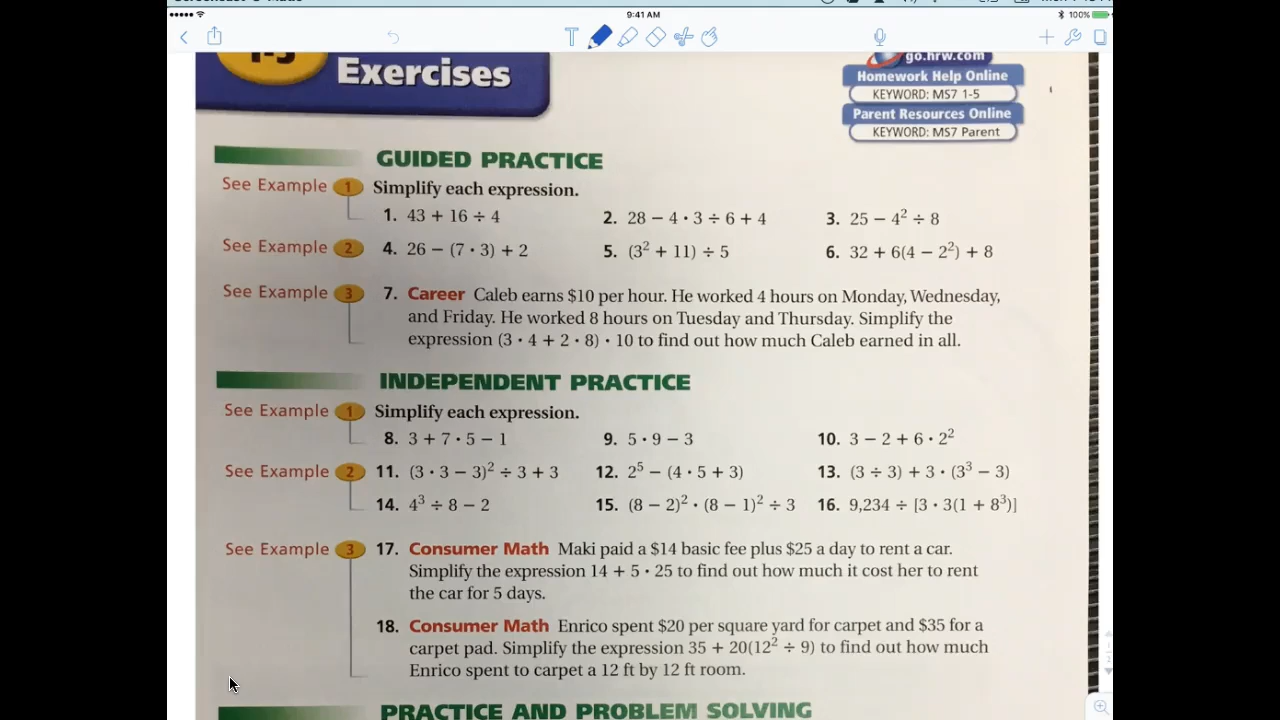 9:41 AM
100%
T
1-5
Exercises
go.hrw.com
Homework Help Online
KEYWORD: MS7 1-5
Parent Resources Online
KEYWORD: MS7 Parent
GUIDED PRACTICE
See Example 1 Simplify each expression.
1. 43 + 16 ÷ 4 2. 28 − 4 · 3 ÷ 6 + 4 3. 25 − 4² ÷ 8
See Example 2 4. 26 − (7 · 3) + 2 5. (3² + 11) ÷ 5 6. 32 + 6(4 − 2²) + 8
See Example 3 7. Career Caleb earns $10 per hour. He worked 4 hours on Monday, Wednesday,
and Friday. He worked 8 hours on Tuesday and Thursday. Simplify the
expression (3 · 4 + 2 · 8) · 10 to find out how much Caleb earned in all.
INDEPENDENT PRACTICE
See Example 1 Simplify each expression.
8. 3 + 7 · 5 − 1 9. 5 · 9 − 3 10. 3 − 2 + 6 · 2²
See Example 2 11. (3 · 3 − 3)² ÷ 3 + 3 12. 2⁵ − (4 · 5 + 3) 13. (3 ÷ 3) + 3 · (3³ − 3)
14. 4³ ÷ 8 − 2 15. (8 − 2)² · (8 − 1)² ÷ 3 16. 9,234 ÷ [3 · 3(1 + 8³)]
See Example 3 17. Consumer Math Maki paid a $14 basic fee plus $25 a day to rent a car.
Simplify the expression 14 + 5 · 25 to find out how much it cost her to rent
the car for 5 days.
18. Consumer Math Enrico spent $20 per square yard for carpet and $35 for a
carpet pad. Simplify the expression 35 + 20(12² ÷ 9) to find out how much
Enrico spent to carpet a 12 ft by 12 ft room.
PRACTICE AND PROBLEM SOLVING